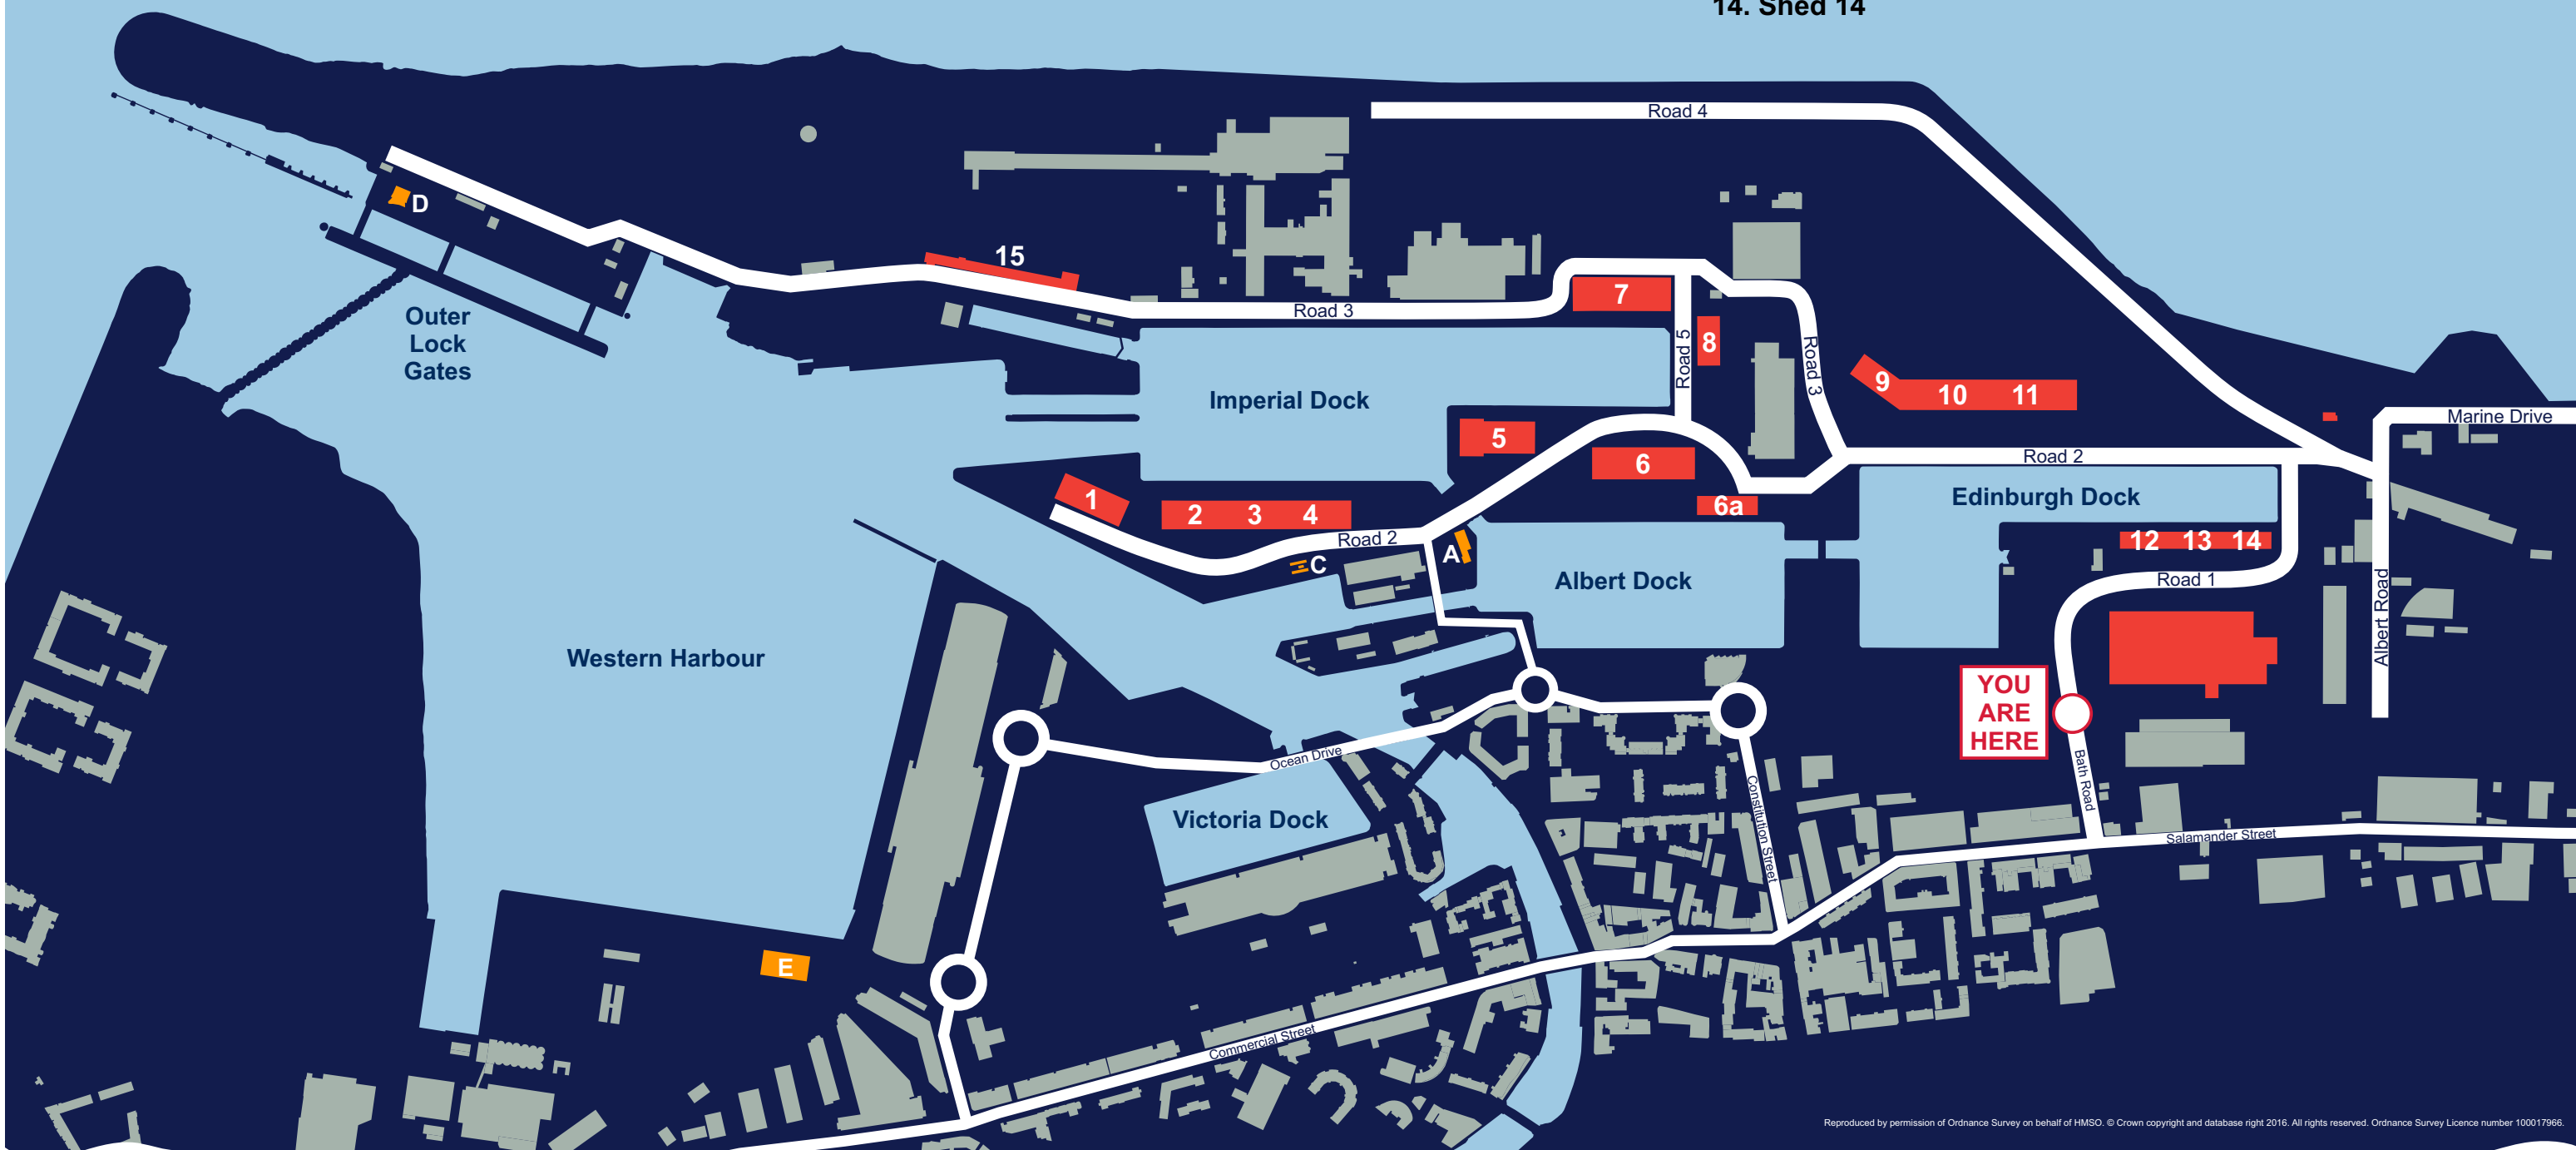 14. Shed 14
Road 4
D
15
Outer
Lock
Gates
Road 3
7
Road 5
8
Road 3
9
10
11
Marine Drive
Imperial Dock
5
6
Road 2
1
2
3
4
6a
Edinburgh Dock
Road 2
A
C
12
13
14
Albert Dock
Road 1
Albert Road
Western Harbour
YOU
ARE
HERE
Ocean Drive
Bath Road
Constitution Street
Victoria Dock
Salamander Street
E
Commercial Street
Reproduced by permission of Ordnance Survey on behalf of HMSO. © Crown copyright and database right 2016. All rights reserved. Ordnance Survey Licence number 100017966.